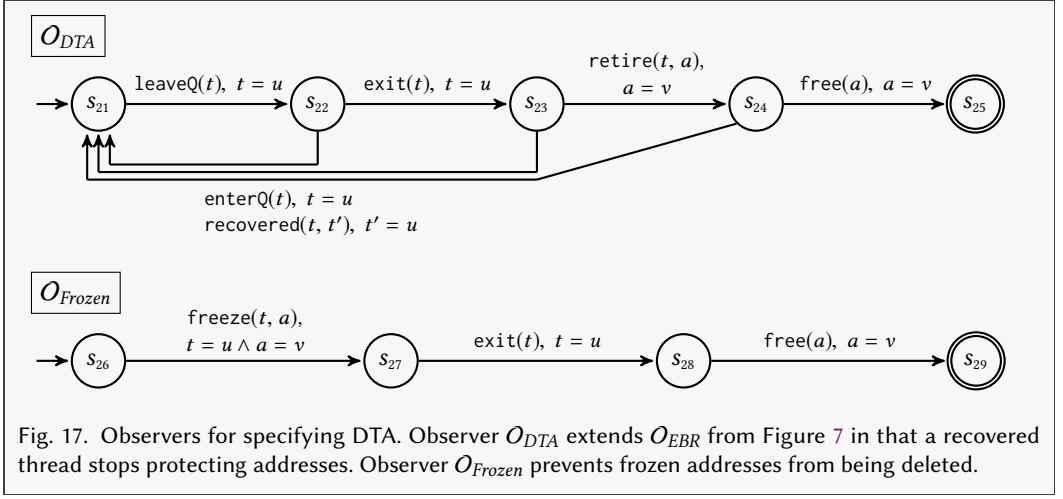 O_DTA
retire(t, a),
leaveQ(t), t = u exit(t), t = u a = v free(a), a = v
s₂₁ s₂₂ s₂₃ s₂₄ s₂₅
enterQ(t), t = u
recovered(t, t′), t′ = u
O_Frozen
freeze(t, a),
t = u ∧ a = v exit(t), t = u free(a), a = v
s₂₆ s₂₇ s₂₈ s₂₉
Fig. 17. Observers for specifying DTA. Observer O_DTA extends O_EBR from Figure 7 in that a recovered
thread stops protecting addresses. Observer O_Frozen prevents frozen addresses from being deleted.